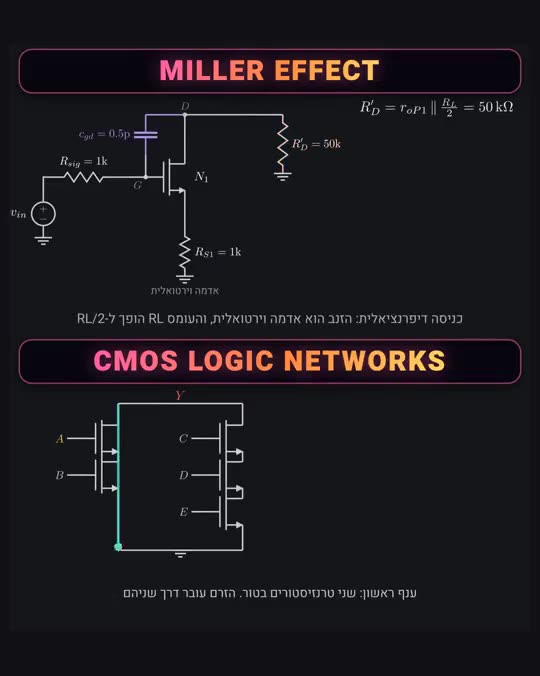 MILLER EFFECT
D
R′_D = r_oP1 ∥ R_L/2 = 50 kΩ
c_gd = 0.5p
R′_D = 50k
R_sig = 1k
G
N_1
v_in
R_S1 = 1k
אדמה וירטואלית
כניסה דיפרנציאלית: הזנב הוא אדמה וירטואלית, והעומס RL הופך ל-RL/2
CMOS LOGIC NETWORKS
Y
A
C
B
D
E
ענף ראשון: שני טרנזיסטורים בטור. הזרם עובר דרך שניהם